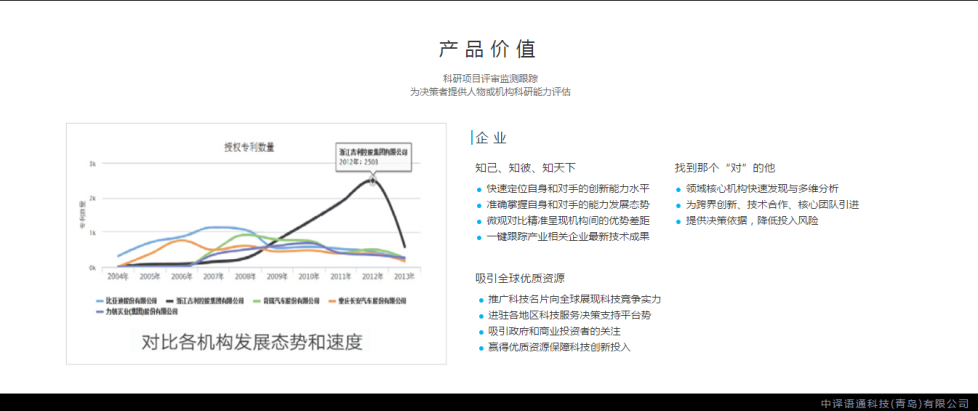 产品价值
科研项目评审监测跟踪
为决策者提供人物或机构科研能力评估
授权专利数量
浙江吉利控股集团有限公司
2012年: 2503
3k
2k
1k
0k
专利数量
2004年 2005年 2006年 2007年 2008年 2009年 2010年 2011年 2012年 2013年
比亚迪股份有限公司 浙江吉利控股集团有限公司 奇瑞汽车股份有限公司 重庆长安汽车股份有限公司
力帆实业(集团)股份有限公司
对比各机构发展态势和速度
企业
知己、知彼、知天下
快速定位自身和对手的创新能力水平
准确掌握自身和对手的能力发展态势
微观对比精准呈现机构间的优势差距
一键跟踪产业相关企业最新技术成果
找到那个“对”的他
领域核心机构快速发现与多维分析
为跨界创新、技术合作、核心团队引进
提供决策依据，降低投入风险
吸引全球优质资源
推广科技名片向全球展现科技竞争实力
进驻各地区科技服务决策支持平台势
吸引政府和商业投资者的关注
赢得优质资源保障科技创新投入
中译语通科技(青岛)有限公司